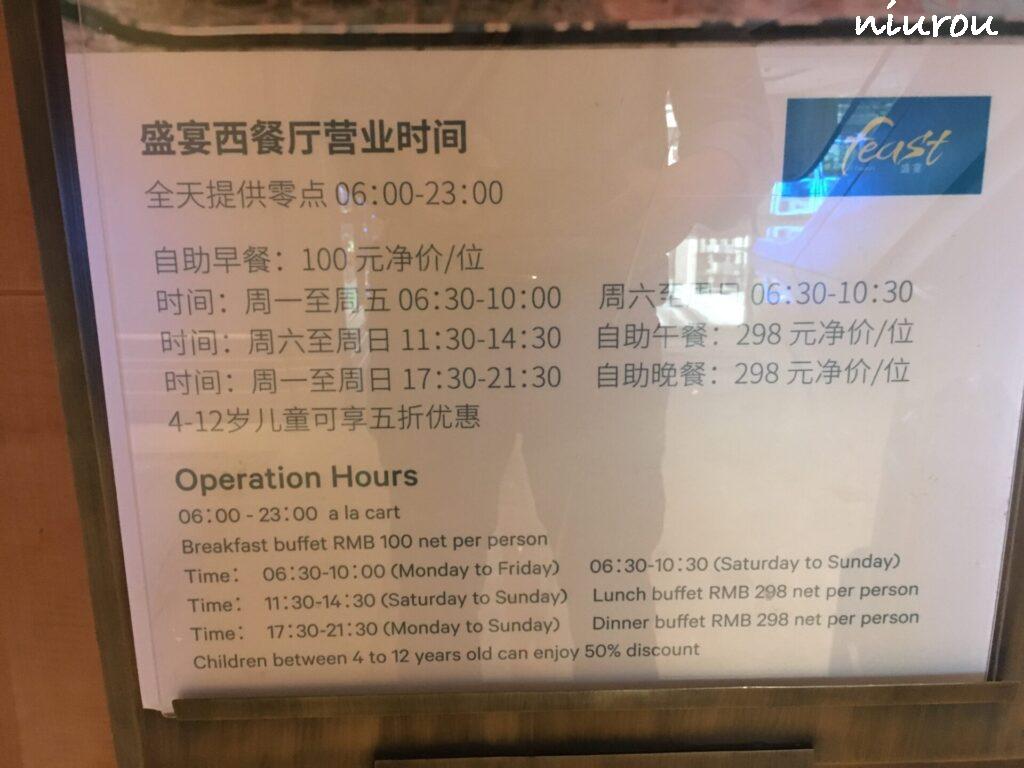 niurou
feast
盛宴
盛宴西餐厅营业时间
全天提供零点 06:00-23:00
自助早餐：100 元净价/位
时间：周一至周五 06:30-10:00 周六至周日 06:30-10:30
时间：周六至周日 11:30-14:30 自助午餐：298 元净价/位
时间：周一至周日 17:30-21:30 自助晚餐：298 元净价/位
4-12岁儿童可享五折优惠
Operation Hours
06:00 - 23:00 a la cart
Breakfast buffet RMB 100 net per person
Time: 06:30-10:00 (Monday to Friday) 06:30-10:30 (Saturday to Sunday)
Time: 11:30-14:30 (Saturday to Sunday) Lunch buffet RMB 298 net per person
Time: 17:30-21:30 (Monday to Sunday) Dinner buffet RMB 298 net per person
Children between 4 to 12 years old can enjoy 50% discount